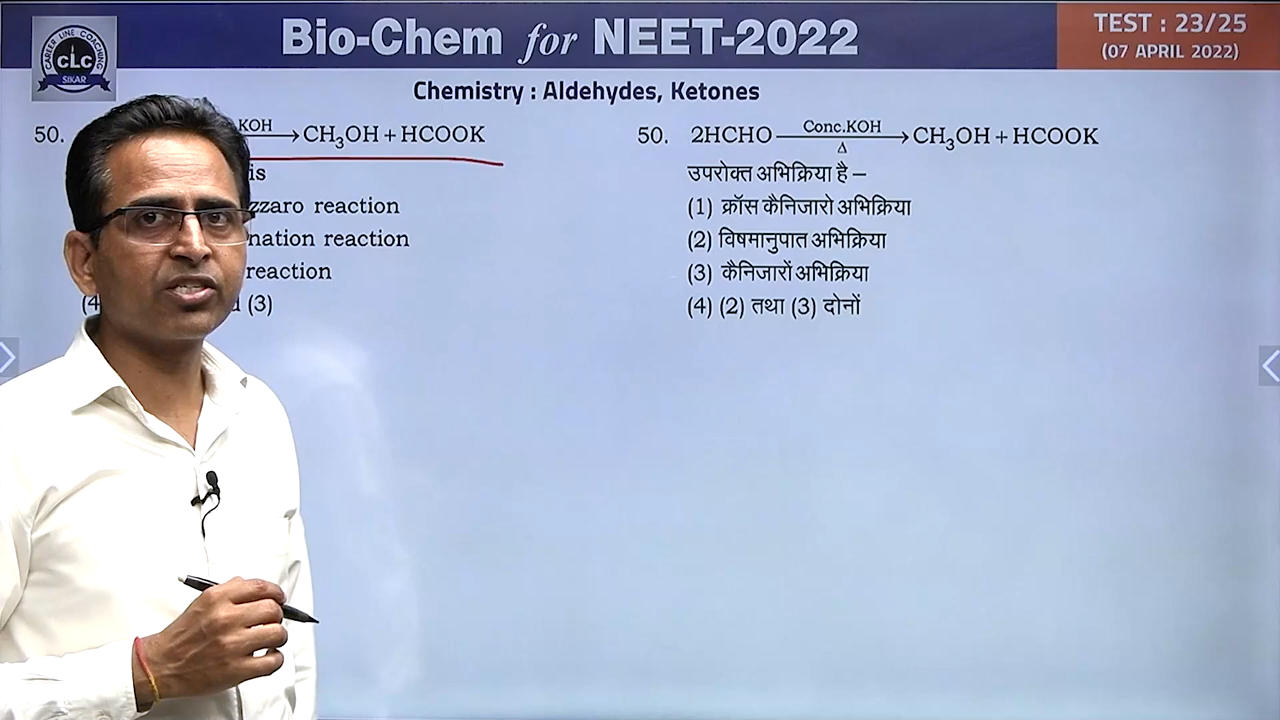 CAREER LINE COACHING
CLC
SIKAR
Bio-Chem for NEET-2022
TEST : 23/25
(07 APRIL 2022)
Chemistry : Aldehydes, Ketones
50. KOH → CH₃OH + HCOOK
is
zzaro reaction
nation reaction
reaction
(4 d (3)
50. 2HCHO Conc.KOH Δ → CH₃OH + HCOOK
उपरोक्त अभिक्रिया है –
(1) क्रॉस कैनिजारो अभिक्रिया
(2) विषमानुपात अभिक्रिया
(3) कैनिजारों अभिक्रिया
(4) (2) तथा (3) दोनों